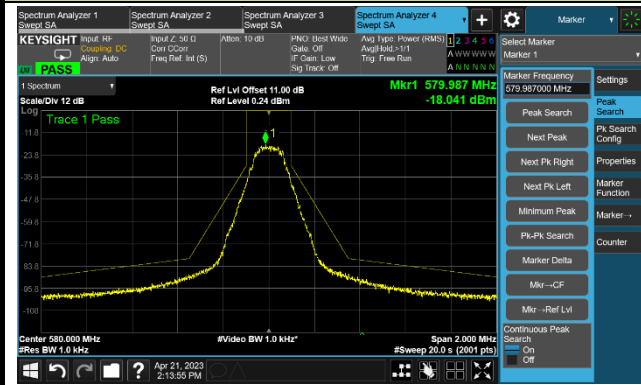 Spectrum Analyzer 1
Swept SA
Spectrum Analyzer 2
Swept SA
Spectrum Analyzer 3
Swept SA
Spectrum Analyzer 4
Swept SA
Marker
KEYSIGHT
Input: RF
Coupling: DC
Align: Auto
Input Z: 50 Ω
Corr CCorr
Freq Ref: Int (S)
Atten: 10 dB
PNO: Best Wide
Gate: Off
IF Gain: Low
Sig Track: Off
Avg Type: Power (RMS)
Avg|Hold:>1/1
Trig: Free Run
1 2 3 4 5 6
A W W W W W
A N N N N N
PASS
Select Marker
Marker 1
1 Spectrum
Scale/Div 12 dB
Ref Lvl Offset 11.00 dB
Ref Level 0.24 dBm
Mkr1 579.987 MHz
-18.041 dBm
Log
Trace 1 Pass
1
-11.8
-23.8
-47.8
-59.8
-71.8
-83.8
-95.8
-108
Center 580.000 MHz
#Res BW 1.0 kHz
#Video BW 1.0 kHz*
Span 2.000 MHz
#Sweep 20.0 s (2001 pts)
Marker Frequency
579.987000 MHz
Peak Search
Next Peak
Next Pk Right
Next Pk Left
Minimum Peak
Pk-Pk Search
Marker Delta
Mkr→CF
Mkr→Ref Lvl
Continuous Peak
Search
On
Off
Settings
Peak
Search
Pk Search
Config
Properties
Marker
Function
Marker→
Counter
Apr 21, 2023
2:13:55 PM